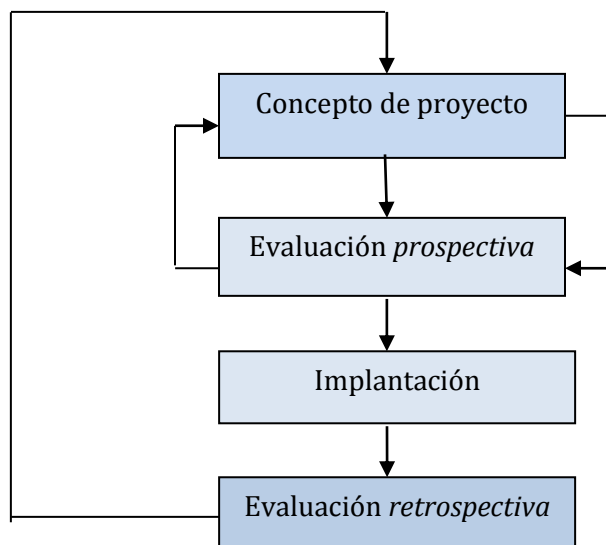 Concepto de proyecto
Evaluación prospectiva
Implantación
Evaluación retrospectiva